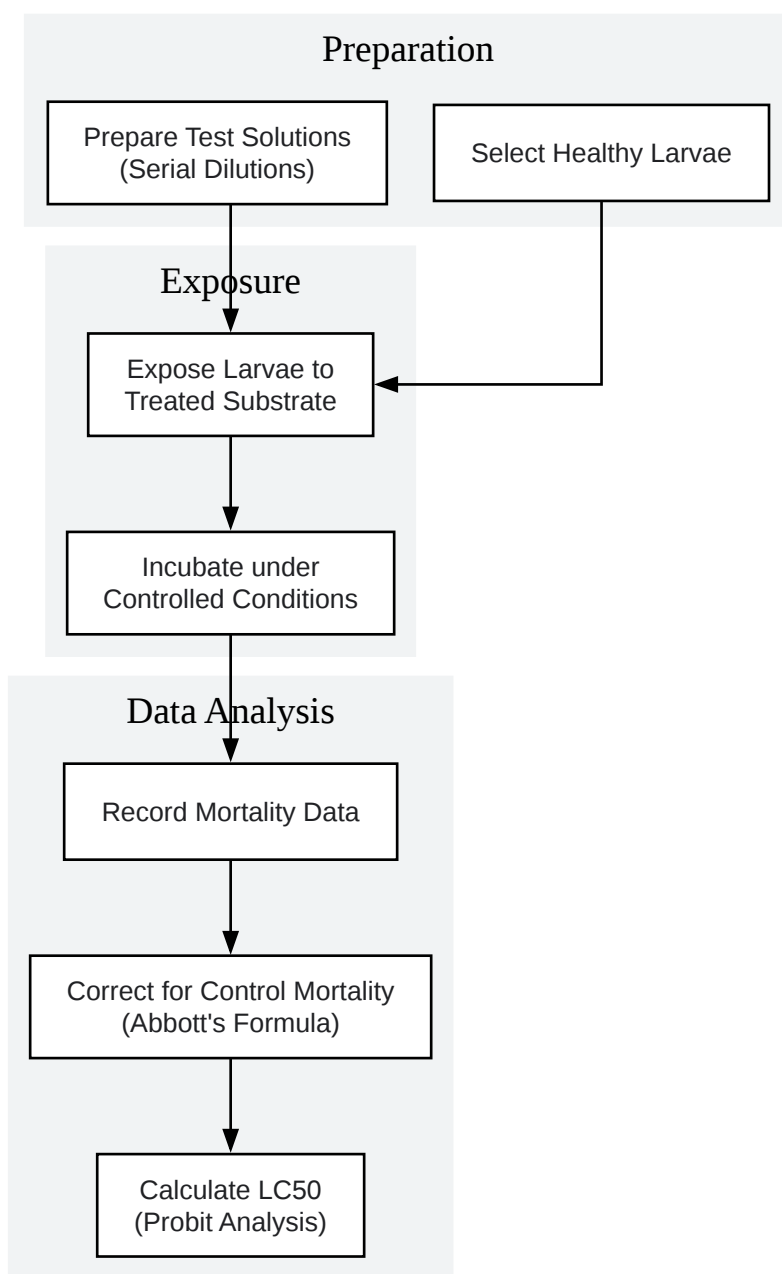 Preparation
Prepare Test Solutions
(Serial Dilutions)
Select Healthy Larvae
Exposure
Expose Larvae to
Treated Substrate
Incubate under
Controlled Conditions
Data Analysis
Record Mortality Data
Correct for Control Mortality
(Abbott's Formula)
Calculate LC50
(Probit Analysis)